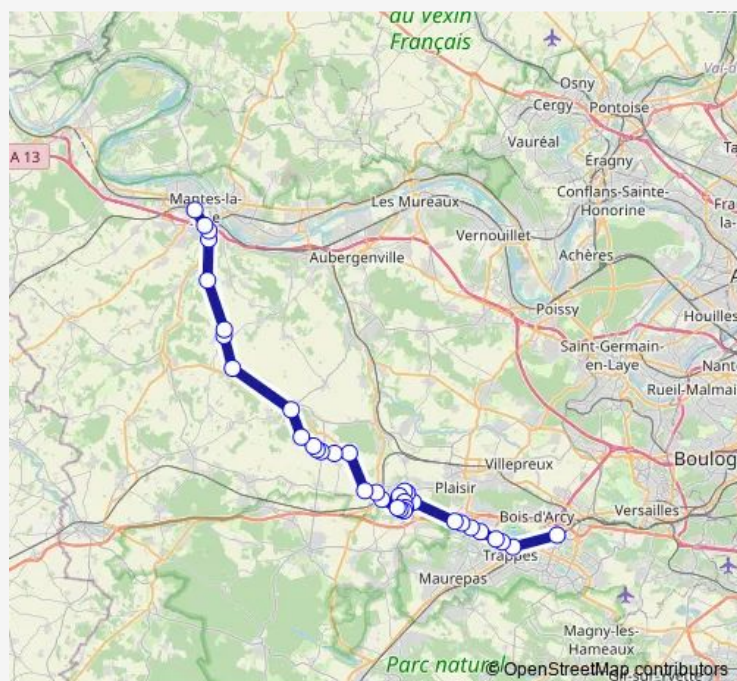 du Vexin
Français
Osny
Cergy
Pontoise
Vauréal
Éragny
A 13
Mantes-la-
Conflans-Sainte-
Honorine
Les Mureaux
Vernouillet
Achères
Aubergenville
Poissy
Houilles
Saint-Germain-
en-Laye
Rueil-Malmai
Boulog
Villepreux
Plaisir
Versailles
Bois-d'Arcy
Trappes
Maurepas
Magny-les-
Hameaux
Parc naturel
© OpenStreetMap contributors